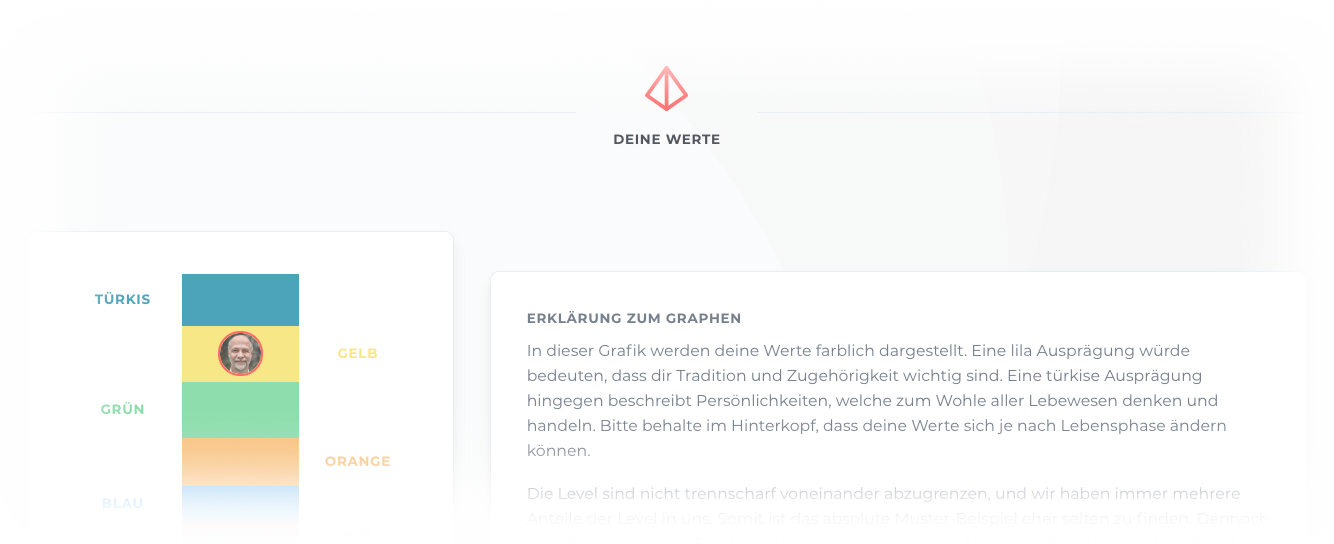 DEINE WERTE
TÜRKIS
GELB
GRÜN
ORANGE
BLAU
ERKLÄRUNG ZUM GRAPHEN
In dieser Grafik werden deine Werte farblich dargestellt. Eine lila Ausprägung würde
bedeuten, dass dir Tradition und Zugehörigkeit wichtig sind. Eine türkise Ausprägung
hingegen beschreibt Persönlichkeiten, welche zum Wohle aller Lebewesen denken und
handeln. Bitte behalte im Hinterkopf, dass deine Werte sich je nach Lebensphase ändern
können.
Die Level sind nicht trennscharf voneinander abzugrenzen, und wir haben immer mehrere
Anteile der Level in uns. Somit ist das absolute Muster-Beispiel eher selten zu finden. Dennoch